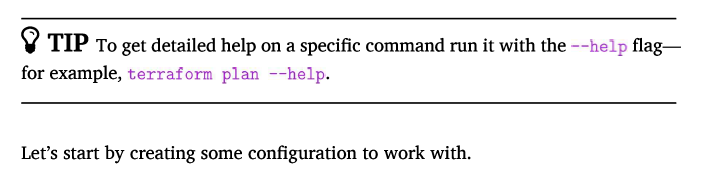 TIP To get detailed help on a specific command run it with the --help flag—
for example, terraform plan --help.
Let’s start by creating some configuration to work with.